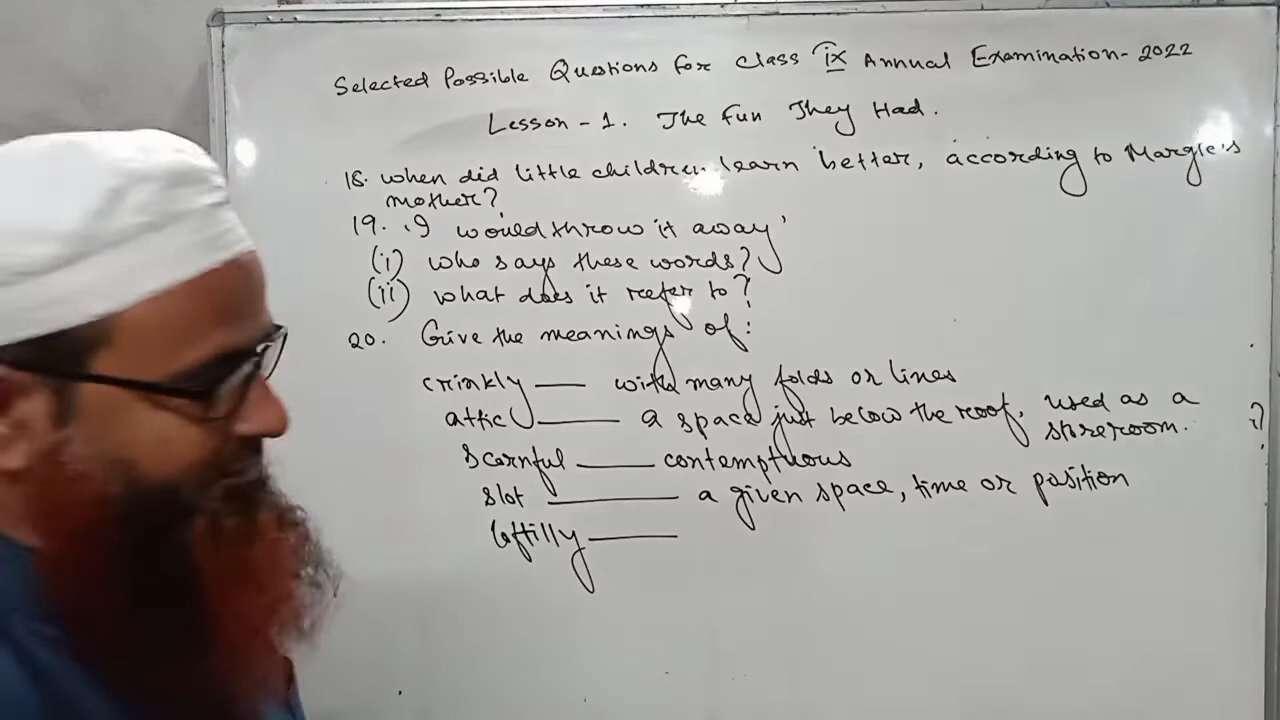 Selected Possible Questions for class ix Annual Examination-2022
Lesson-1. The Fun They Had.
18. when did little children learn better, according to Margie's
mother?
19. 'I would throw it away'
(i) who says these words?
(ii) what does it refer to?
20. Give the meanings of:
crinkly — with many folds or lines
attic — a space just below the roof, used as a
storeroom.
scornful — contemptuous
slot — a given space, time or position
loftilly —